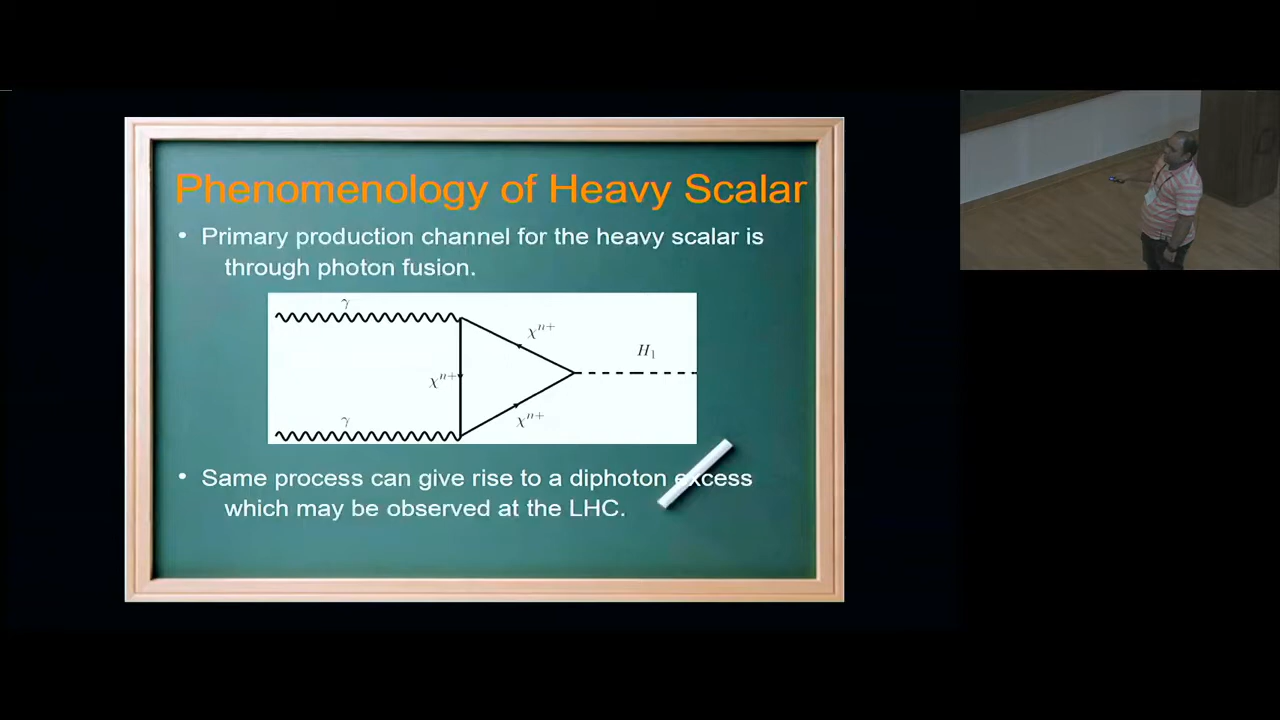 Phenomenology of Heavy Scalar
• Primary production channel for the heavy scalar is
through photon fusion.
γ
χⁿ⁺
H₁
χⁿ⁺
χⁿ⁺
γ
• Same process can give rise to a diphoton excess
which may be observed at the LHC.